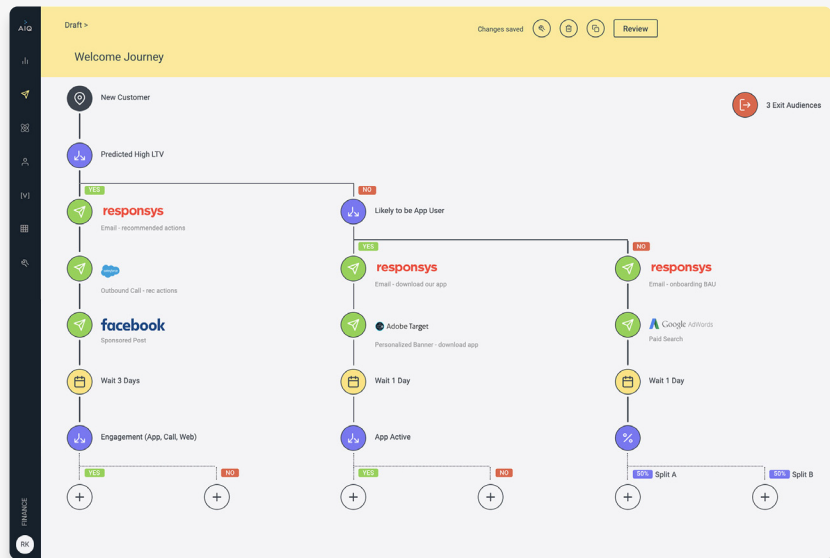 AIQ
Draft >
Changes saved
Review
Welcome Journey
New Customer
3 Exit Audiences
Predicted High LTV
YES
NO
responsys
Email - recommended actions
Likely to be App User
YES
NO
Outbound Call - rec actions
responsys
Email - download our app
responsys
Email - onboarding BAU
facebook
Sponsored Post
Adobe Target
Personalized Banner - download app
Google AdWords
Paid Search
Wait 3 Days
Wait 1 Day
Wait 1 Day
Engagement (App, Call, Web)
App Active
%
YES
NO
YES
NO
50% Split A
50% Split B
FINANCE
RK